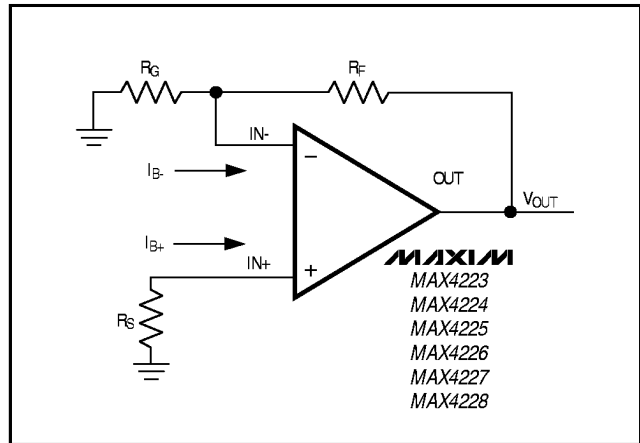 RG
RF
IN-
−
IB-
OUT
VOUT
IB+
IN+
+
MAXIM
MAX4223
MAX4224
MAX4225
MAX4226
MAX4227
MAX4228
RS